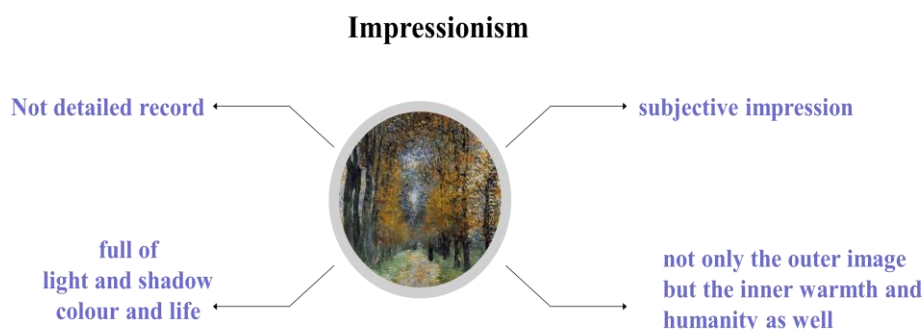 Impressionism
Not detailed record
subjective impression
full of
light and shadow
colour and life
not only the outer image
but the inner warmth and
humanity as well